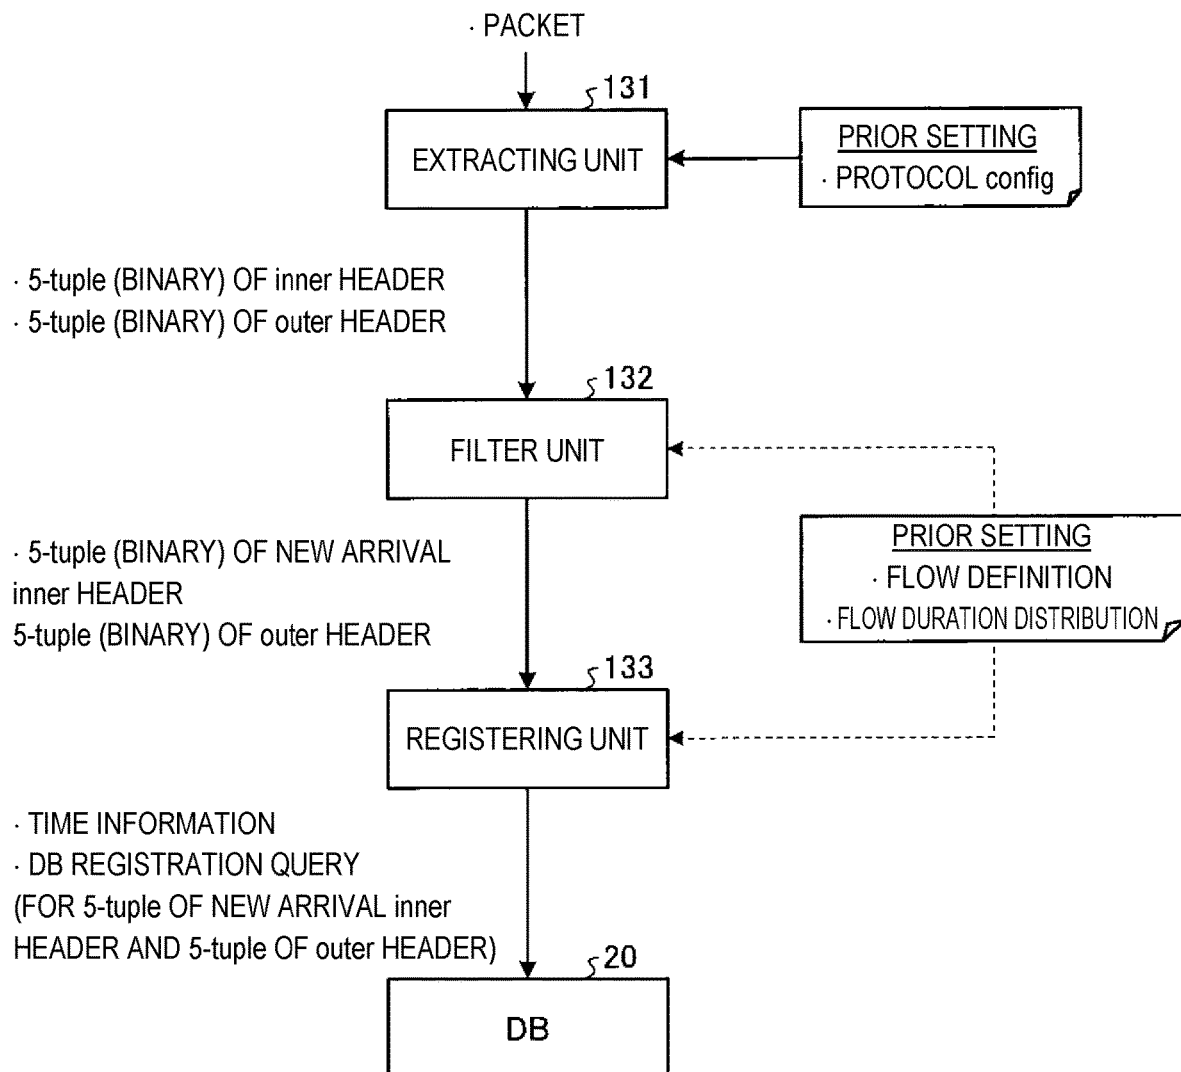 · PACKET
131
EXTRACTING UNIT
PRIOR SETTING
· PROTOCOL config
· 5-tuple (BINARY) OF inner HEADER
· 5-tuple (BINARY) OF outer HEADER
132
FILTER UNIT
PRIOR SETTING
· FLOW DEFINITION
· FLOW DURATION DISTRIBUTION
· 5-tuple (BINARY) OF NEW ARRIVAL
inner HEADER
5-tuple (BINARY) OF outer HEADER
133
REGISTERING UNIT
· TIME INFORMATION
· DB REGISTRATION QUERY
(FOR 5-tuple OF NEW ARRIVAL inner
HEADER AND 5-tuple OF outer HEADER)
20
DB